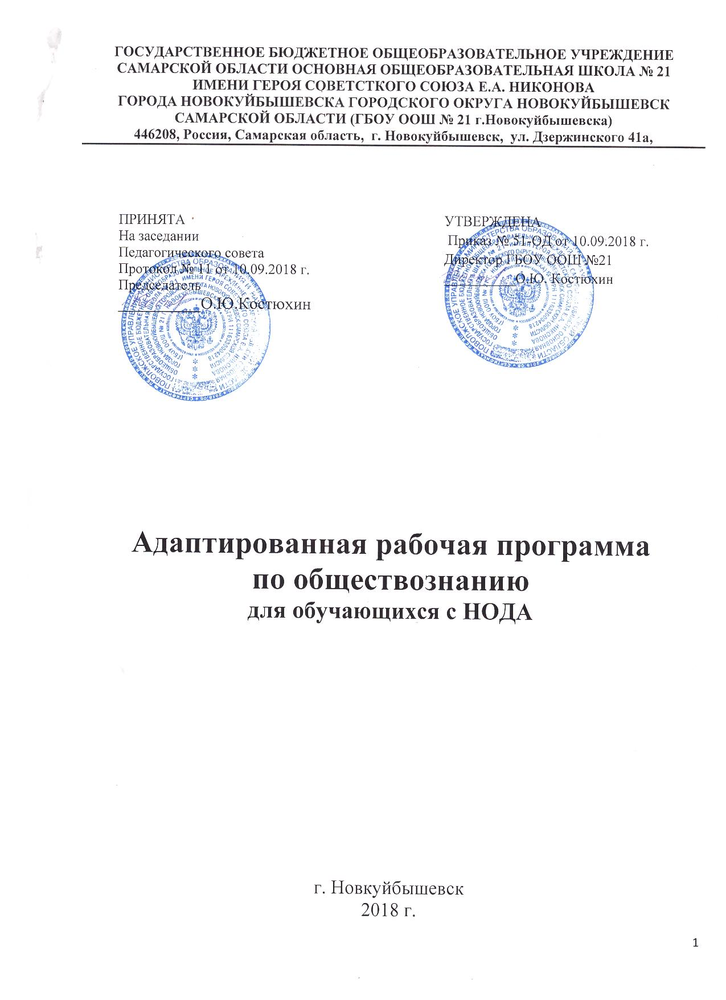 ГОСУДАРСТВЕННОЕ БЮДЖЕТНОЕ ОБЩЕОБРАЗОВАТЕЛЬНОЕ УЧРЕЖДЕНИЕ
САМАРСКОЙ ОБЛАСТИ ОСНОВНАЯ ОБЩЕОБРАЗОВАТЕЛЬНАЯ ШКОЛА № 21
ИМЕНИ ГЕРОЯ СОВЕТСТКОГО СОЮЗА Е.А. НИКОНОВА
ГОРОДА НОВОКУЙБЫШЕВСКА ГОРОДСКОГО ОКРУГА НОВОКУЙБЫШЕВСК
САМАРСКОЙ ОБЛАСТИ (ГБОУ ООШ № 21 г.Новокуйбышевска)
446208, Россия, Самарская область, г. Новокуйбышевск, ул. Дзержинского 41а,
ПРИНЯТА
На заседании
Педагогического совета
Протокол № 11 от 10.09.2018 г.
Председатель
О.Ю.Костюхин
УТВЕРЖДЕНА
Приказ № 51-ОД от 10.09.2018 г.
Директор ГБОУ ООШ №21
О.Ю. Костюхин
Адаптированная рабочая программа
по обществознанию
для обучающихся с НОДА
г. Новкуйбышевск
2018 г.
1